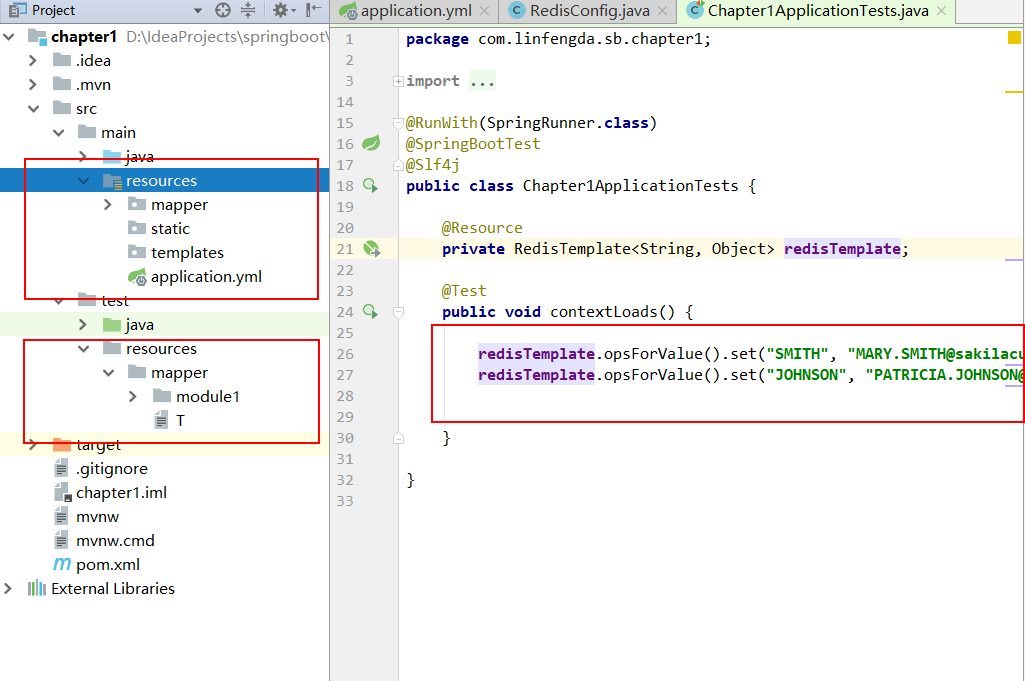 Project
chapter1 D:\IdeaProjects\springboot\
.idea
.mvn
src
main
java
resources
mapper
static
templates
application.yml
test
java
resources
mapper
module1
T
target
.gitignore
chapter1.iml
mvnw
mvnw.cmd
pom.xml
External Libraries
application.yml × RedisConfig.java × Chapter1ApplicationTests.java ×
1 package com.linfengda.sb.chapter1;
2
3 import ...
14
15 @RunWith(SpringRunner.class)
16 @SpringBootTest
17 @Slf4j
18 public class Chapter1ApplicationTests {
19
20 @Resource
21 private RedisTemplate<String, Object> redisTemplate;
22
23 @Test
24 public void contextLoads() {
25
26 redisTemplate.opsForValue().set("SMITH", "MARY.SMITH@sakilacu
27 redisTemplate.opsForValue().set("JOHNSON", "PATRICIA.JOHNSON@
28
29
30 }
31
32 }
33